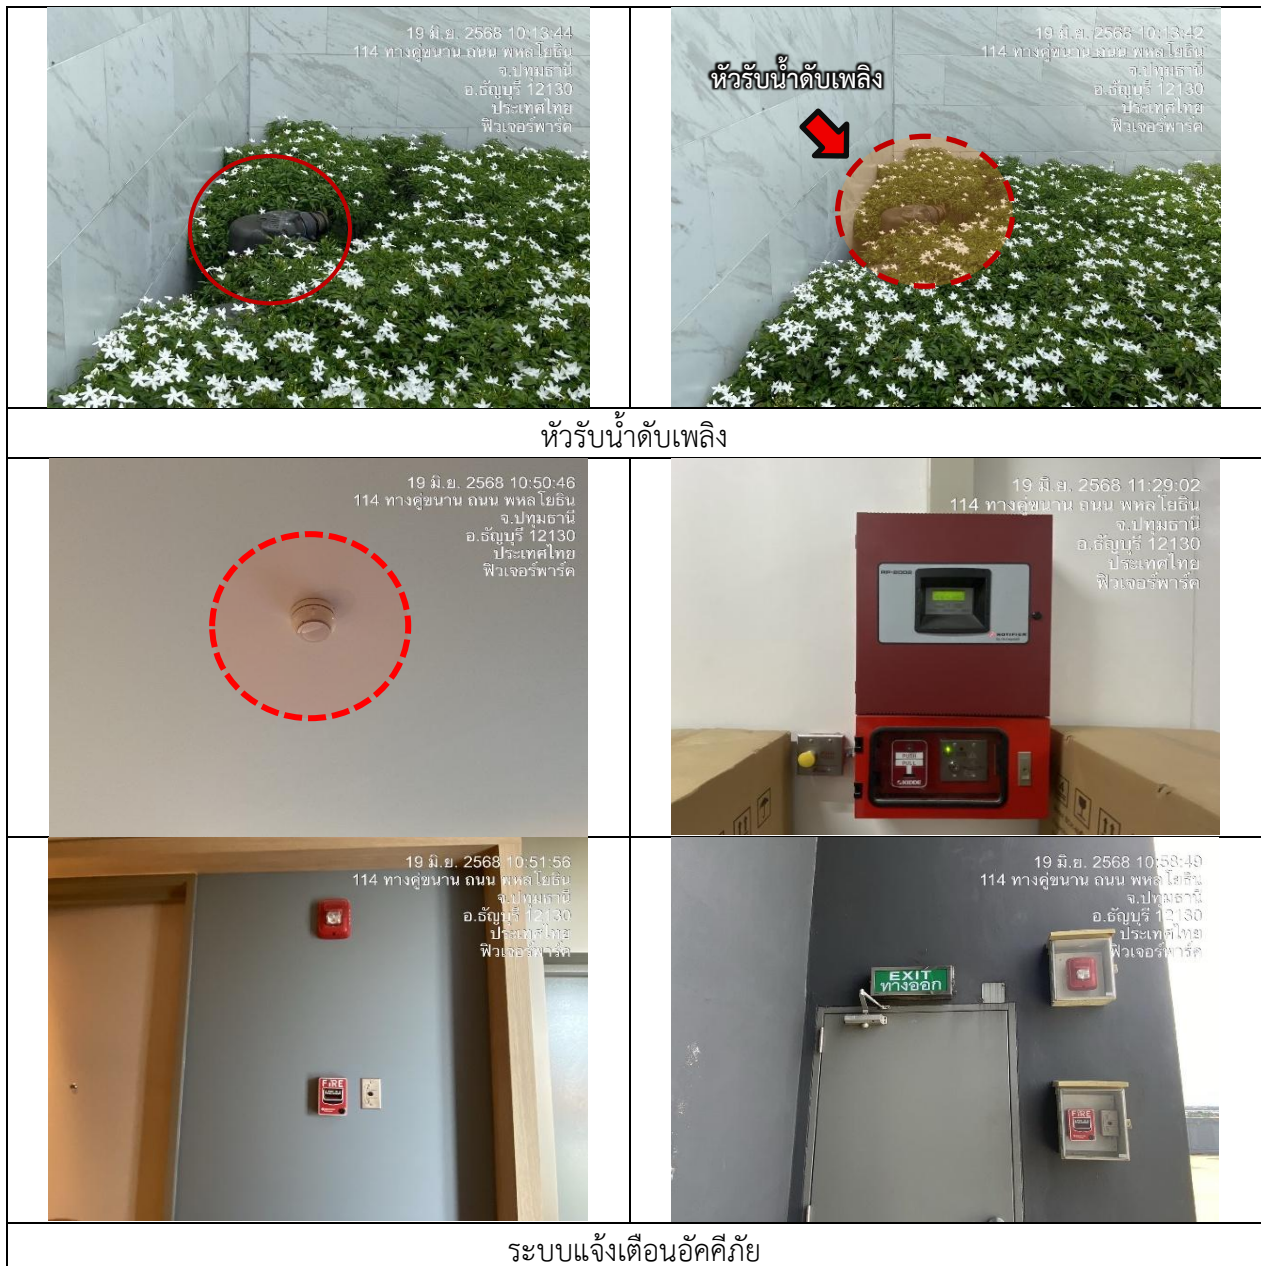 19 มิ.ย. 2568 10:13:44
114 ทางคู่ขนาน ถนน พหลโยธิน
จ.ปทุมธานี
อ.ธัญบุรี 12130
ประเทศไทย
ฟิวเจอร์พาร์ค
19 มิ.ย. 2568 10:13:42
114 ทางคู่ขนาน ถนน พหลโยธิน
จ.ปทุมธานี
อ.ธัญบุรี 12130
ประเทศไทย
ฟิวเจอร์พาร์ค
หัวรับน้ำดับเพลิง
หัวรับน้ำดับเพลิง
19 มิ.ย. 2568 10:50:46
114 ทางคู่ขนาน ถนน พหลโยธิน
จ.ปทุมธานี
อ.ธัญบุรี 12130
ประเทศไทย
ฟิวเจอร์พาร์ค
19 มิ.ย. 2568 11:29:02
114 ทางคู่ขนาน ถนน พหลโยธิน
จ.ปทุมธานี
อ.ธัญบุรี 12130
ประเทศไทย
ฟิวเจอร์พาร์ค
NOTIFIER
PUSH
PULL
KIDDE
19 มิ.ย. 2568 10:51:56
114 ทางคู่ขนาน ถนน พหลโยธิน
จ.ปทุมธานี
อ.ธัญบุรี 12130
ประเทศไทย
ฟิวเจอร์พาร์ค
FIRE
19 มิ.ย. 2568 10:58:49
114 ทางคู่ขนาน ถนน พหลโยธิน
จ.ปทุมธานี
อ.ธัญบุรี 12130
ประเทศไทย
ฟิวเจอร์พาร์ค
EXIT
ทางออก
FIRE
ระบบแจ้งเตือนอัคคีภัย